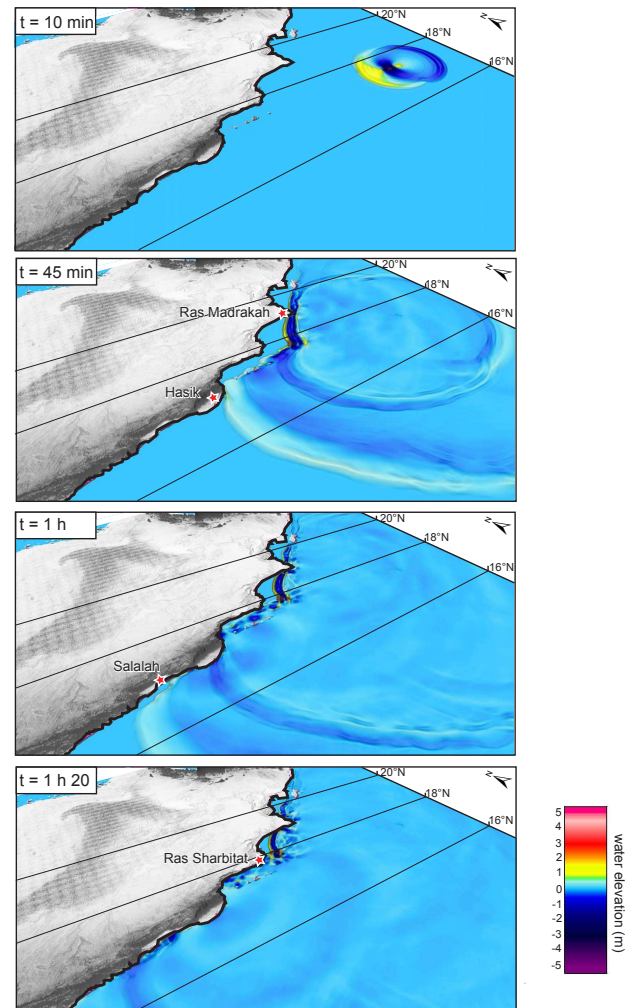 t = 10 min
20°N
18°N
16°N
z
t = 45 min
20°N
18°N
16°N
z
Ras Madrakah
Hasik
t = 1 h
20°N
18°N
16°N
z
Salalah
t = 1 h 20
20°N
18°N
16°N
z
Ras Sharbitat
5
4
3
2
1
0
-1
-2
-3
-4
-5
water elevation (m)